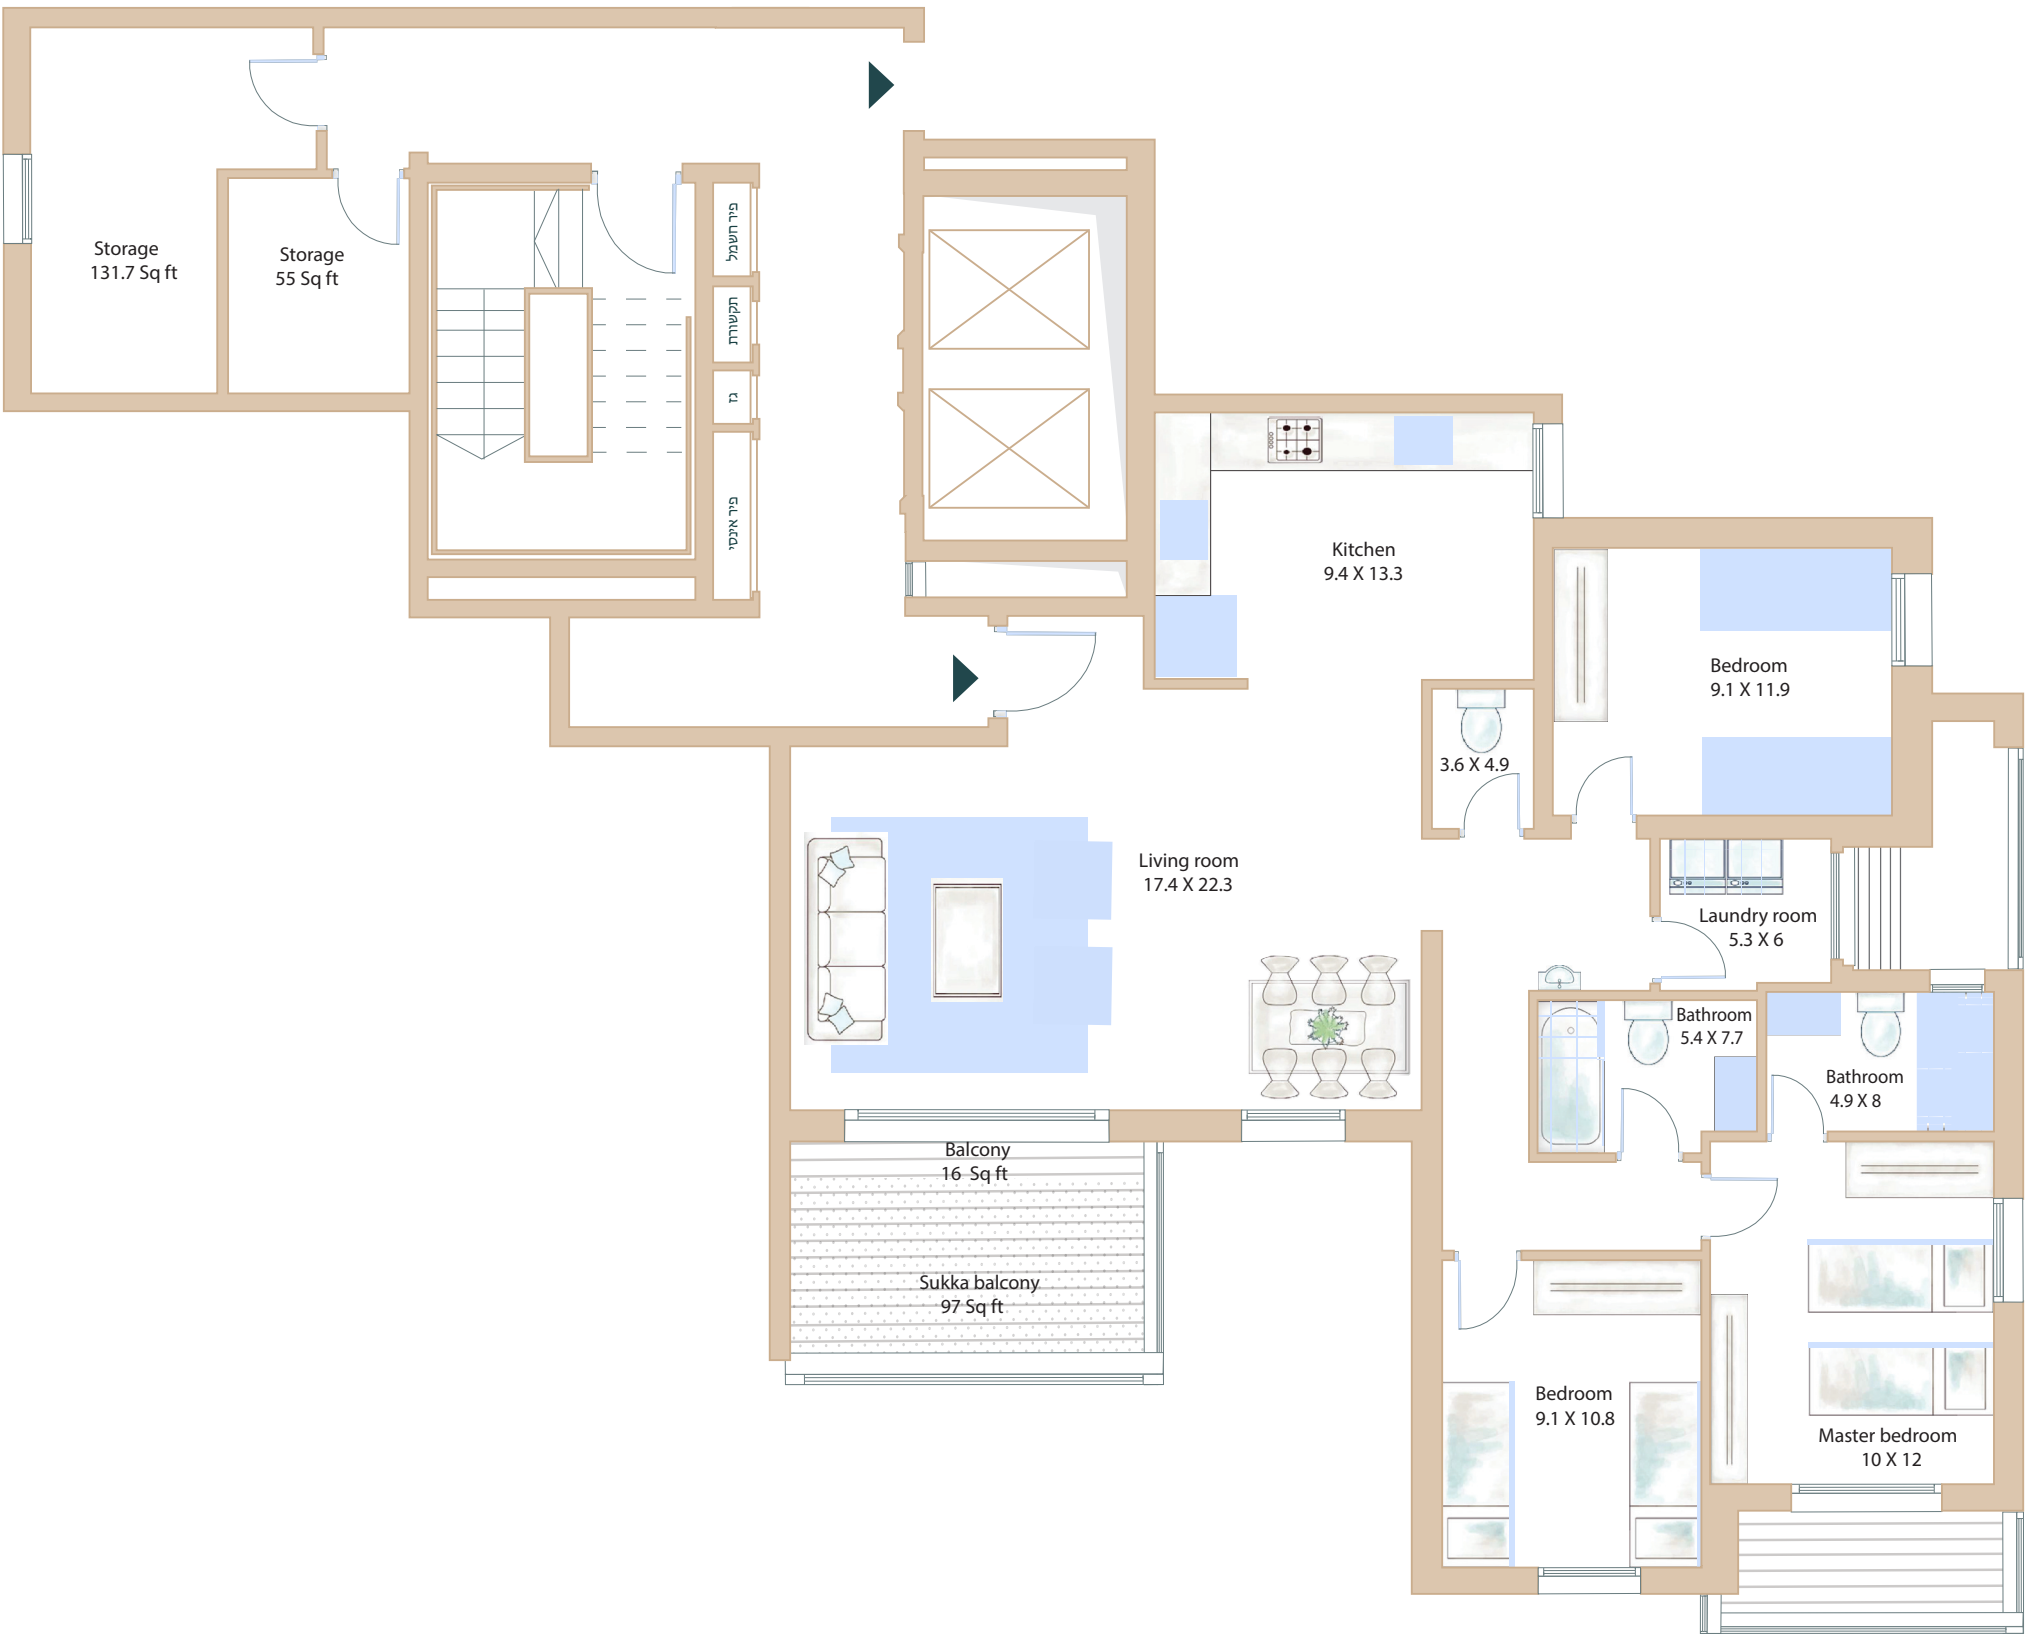 Storage
131.7 Sq ft
Storage
55 Sq ft
פיר חשמל
תקשורת
גז
פיר אינסי
Kitchen
9.4 X 13.3
Bedroom
9.1 X 11.9
3.6 X 4.9
Living room
17.4 X 22.3
Laundry room
5.3 X 6
Bathroom
5.4 X 7.7
Bathroom
4.9 X 8
Balcony
16 Sq ft
Sukka balcony
97 Sq ft
Bedroom
9.1 X 10.8
Master bedroom
10 X 12